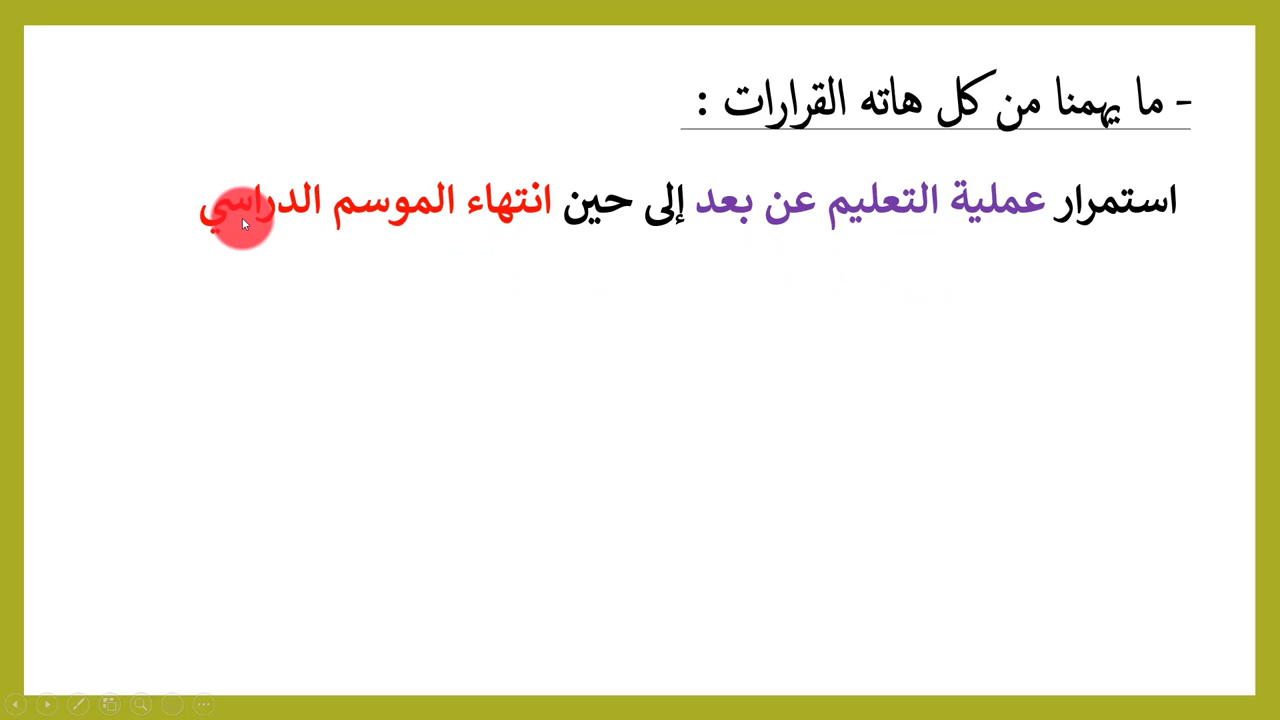 - ما يهمنا من كل هاته القرارات :
استمرار عملية التعليم عن بعد إلى حين انتهاء الموسم الدراسي